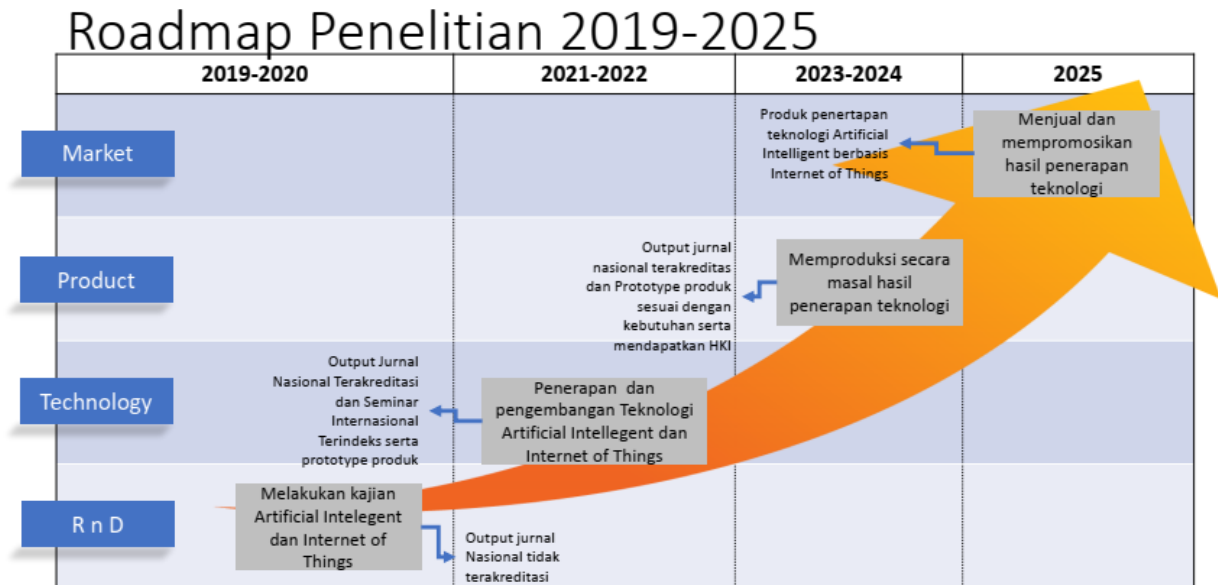 Roadmap Penelitian 2019-2025
2019-2020
2021-2022
2023-2024
2025
Market
Produk penertapan
teknologi Artificial
Intelligent berbasis
Internet of Things
Menjual dan
mempromosikan
hasil penerapan
teknologi
Product
Output jurnal
nasional terakreditas
dan Prototype produk
sesuai dengan
kebutuhan serta
mendapatkan HKI
Memproduksi secara
masal hasil
penerapan teknologi
Technology
Output Jurnal
Nasional Terakreditasi
dan Seminar
Internasional
Terindeks serta
prototype produk
Penerapan dan
pengembangan Teknologi
Artificial Intellegent dan
Internet of Things
R n D
Melakukan kajian
Artificial Intelegent
dan Internet of
Things
Output jurnal
Nasional tidak
terakreditasi